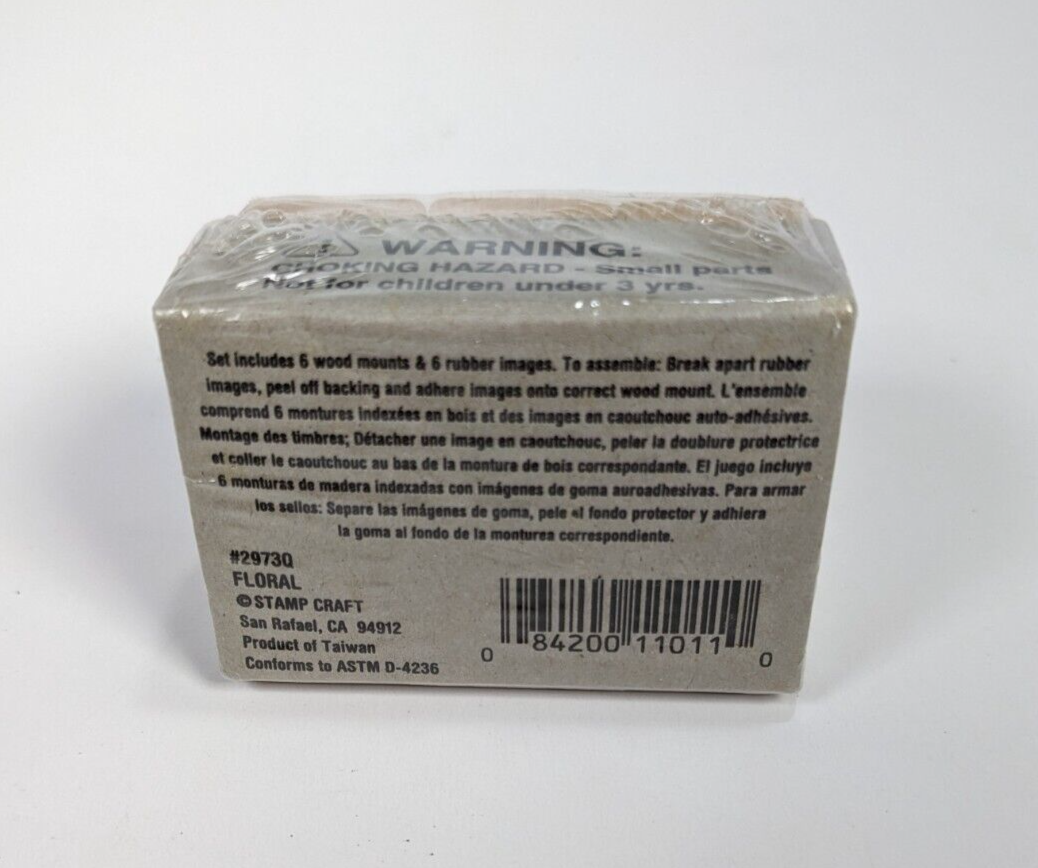 WARNING:
CHOKING HAZARD - Small parts
Not for children under 3 yrs.
Set includes 6 wood mounts & 6 rubber images. To assemble: Break apart rubber
images, peel off backing and adhere images onto correct wood mount. L'ensemble
comprend 6 montures indexées en bois et des images en caoutchouc auto-adhésives.
Montage des timbres; Détacher une image en caoutchouc, peler la doublure protectrice
et coller le caoutchouc au bas de la montura de bois correspondante. El juego incluye
6 monturas de madera indexadas con imágenes de goma auroadhesivas. Para armar
los sellos: Separe las imágenes de goma, pele el fondo protector y adhiera
la goma al fondo de la monturea correspondiente.
#2973Q
FLORAL
© STAMP CRAFT
San Rafael, CA 94912
Product of Taiwan
Conforms to ASTM D-4236
0 84200 11011 0